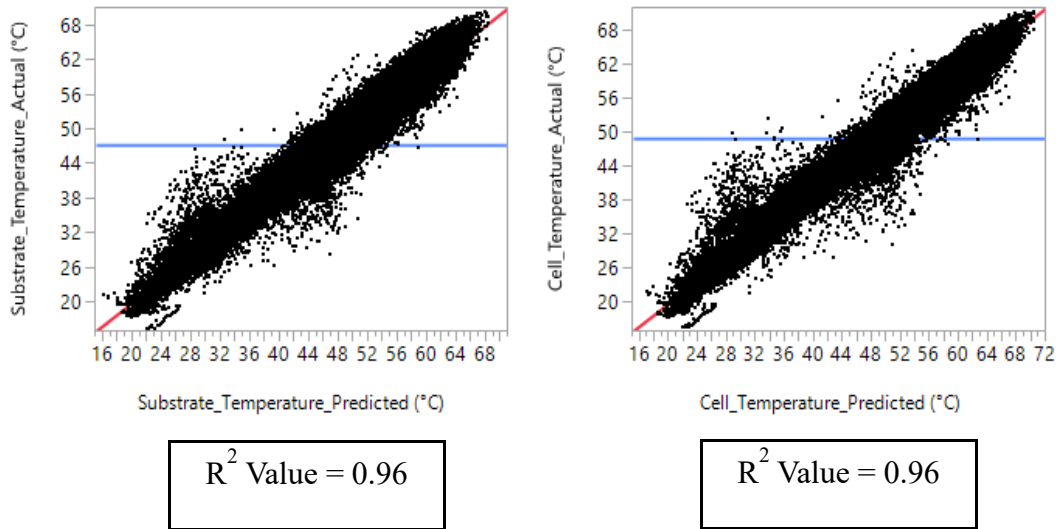 Substrate_Temperature_Actual (°C)
68
62
56
50
44
38
32
26
20
16 20 24 28 32 36 40 44 48 52 56 60 64 68
Substrate_Temperature_Predicted (°C)
R² Value = 0.96
Cell_Temperature_Actual (°C)
68
62
56
50
44
38
32
26
20
16 20 24 28 32 36 40 44 48 52 56 60 64 68 72
Cell_Temperature_Predicted (°C)
R² Value = 0.96